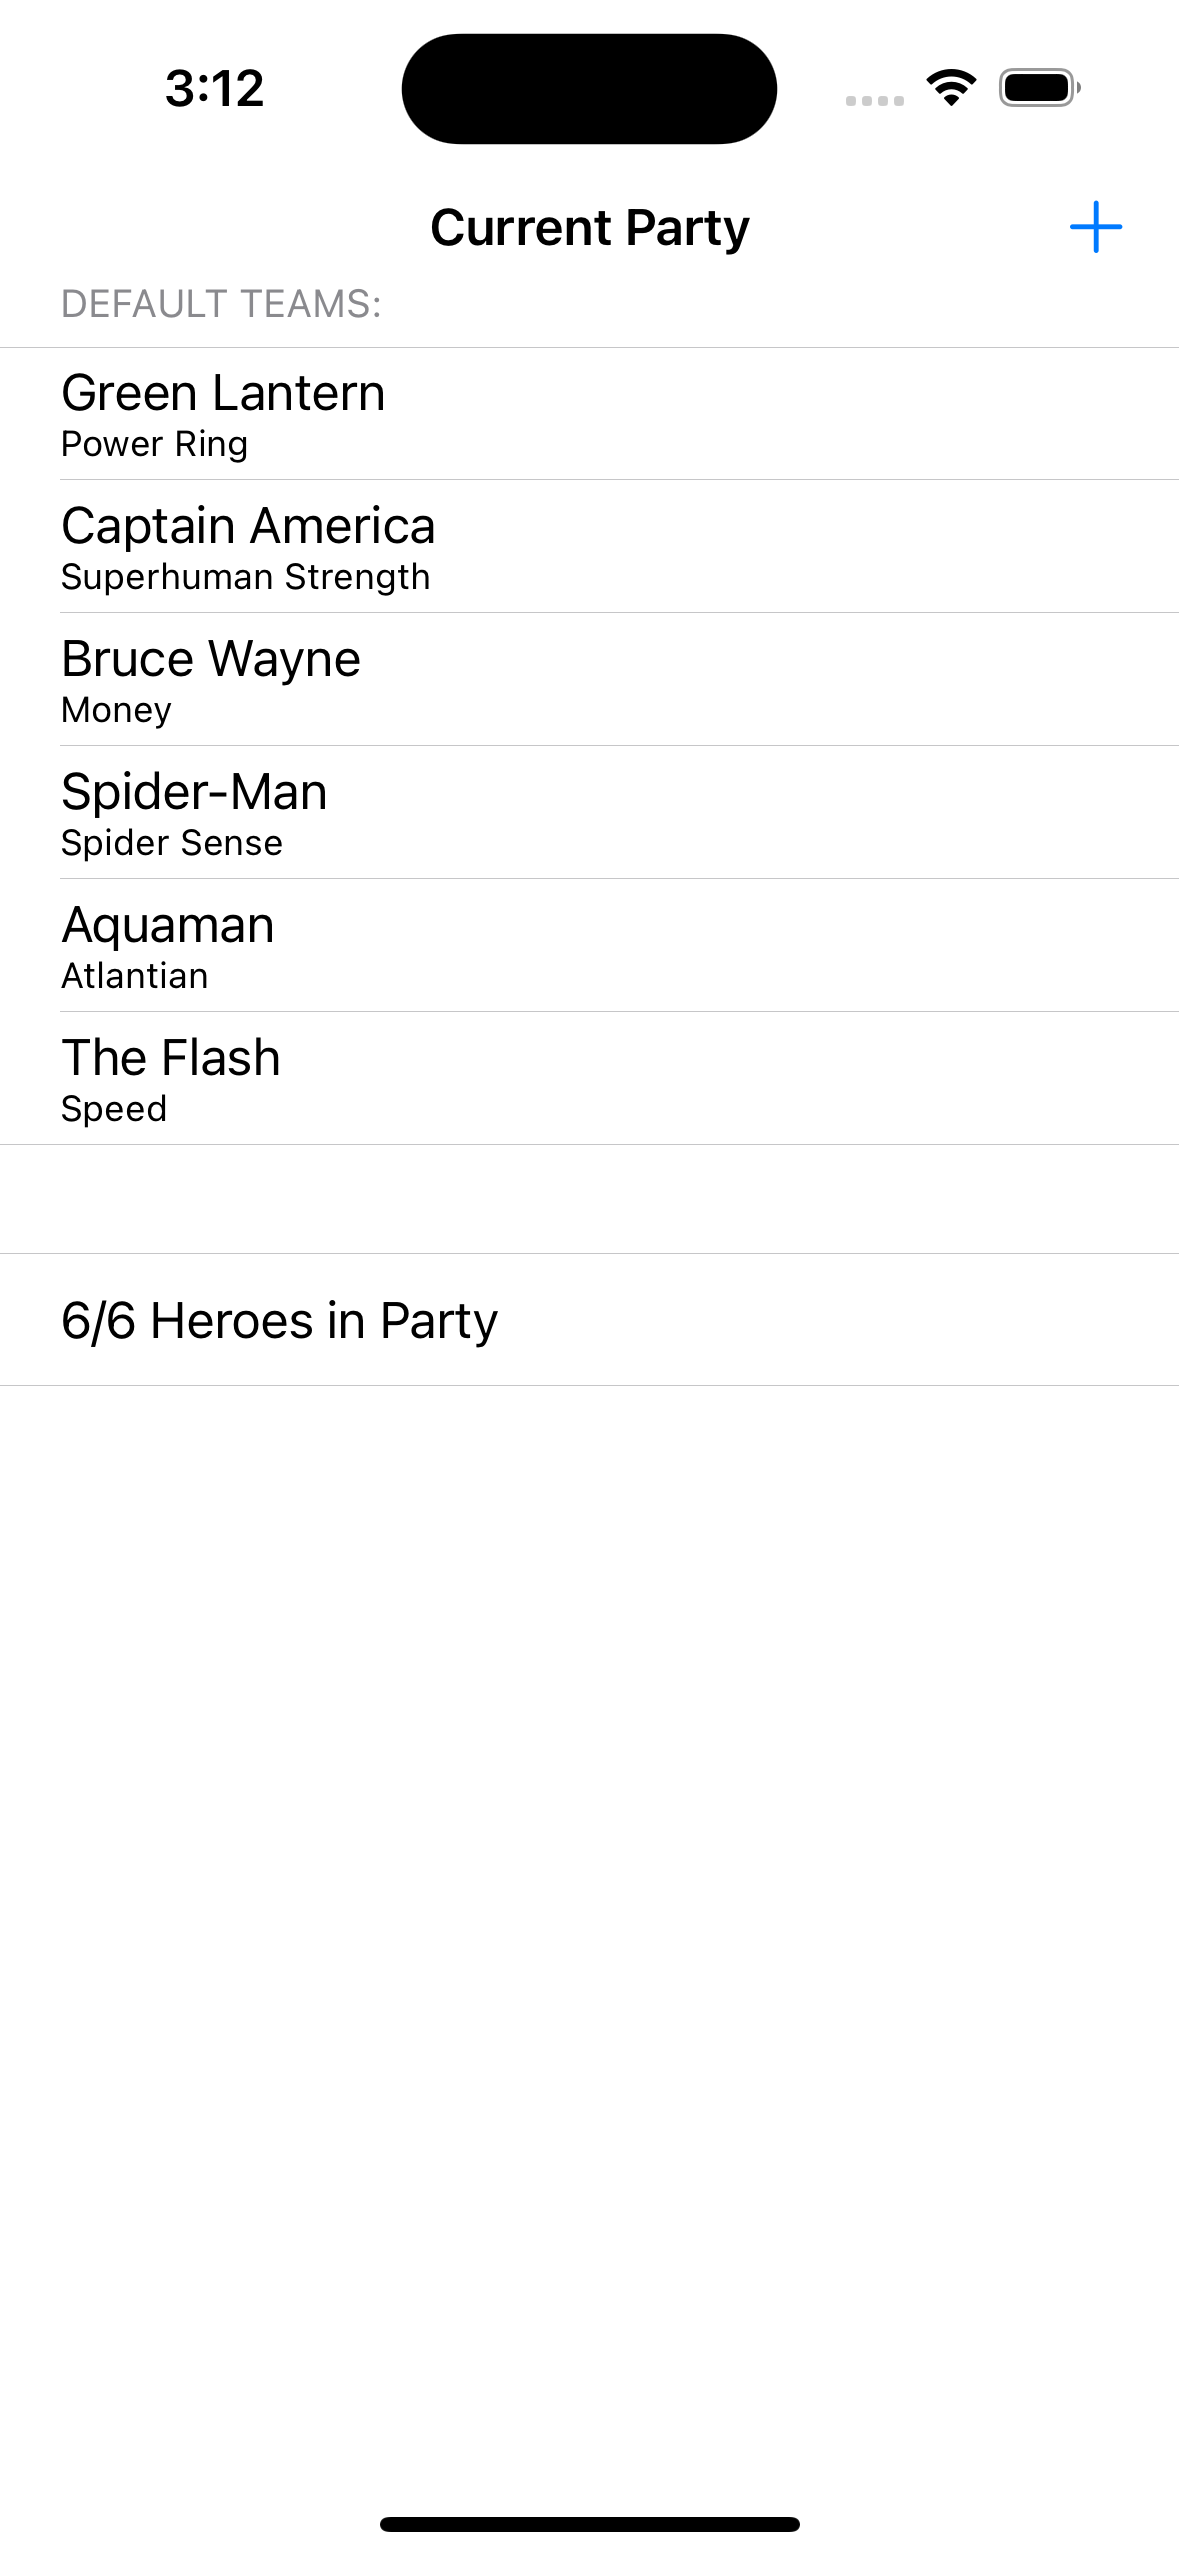 3:12
Current Party
DEFAULT TEAMS:
Green Lantern
Power Ring
Captain America
Superhuman Strength
Bruce Wayne
Money
Spider-Man
Spider Sense
Aquaman
Atlantian
The Flash
Speed
6/6 Heroes in Party